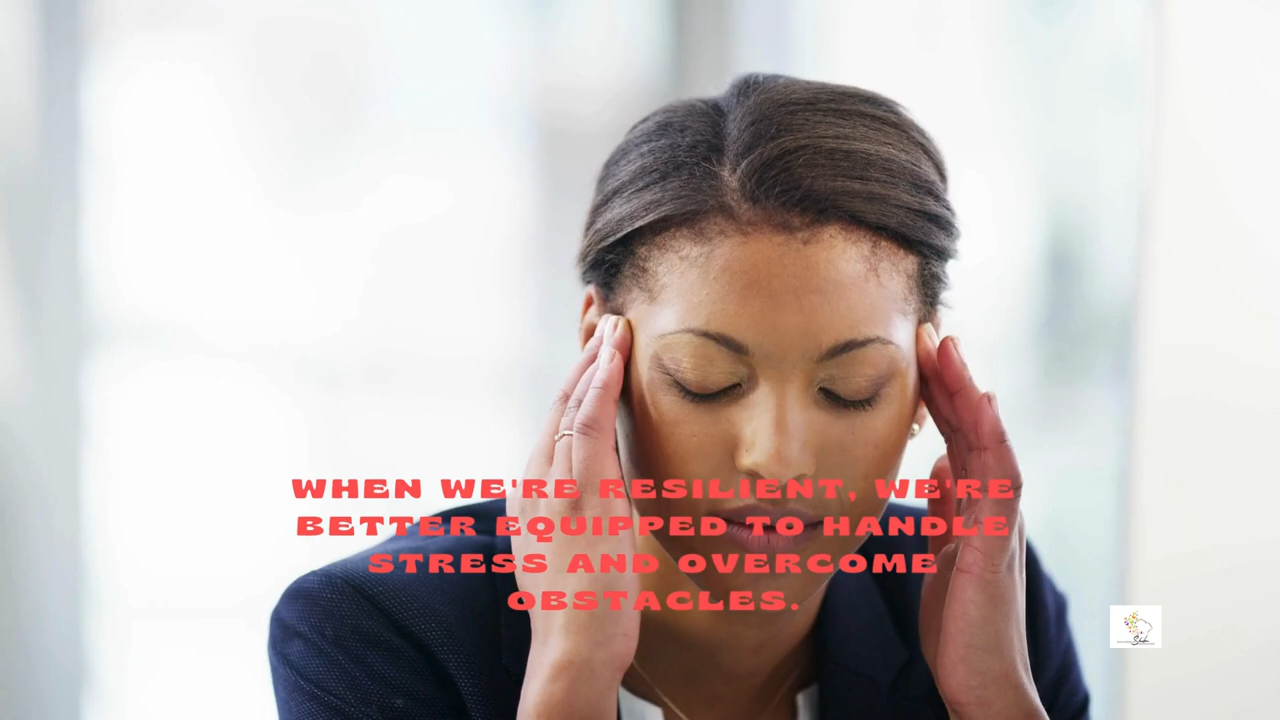 WHEN WE'RE RESILIENT, WE'RE
BETTER EQUIPPED TO HANDLE
STRESS AND OVERCOME
OBSTACLES.